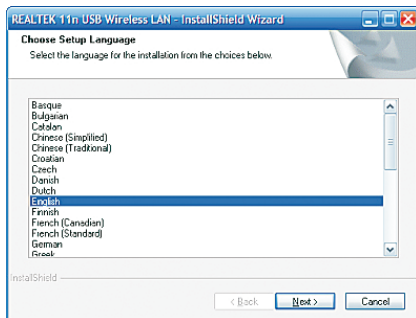 REALTEK 11n USB Wireless LAN - InstallShield Wizard
Choose Setup Language
Select the language for the installation from the choices below.
Basque
Bulgarian
Catalan
Chinese (Simplified)
Chinese (Traditional)
Croatian
Czech
Danish
Dutch
English
Finnish
French (Canadian)
French (Standard)
German
Greek
InstallShield
< Back
Next >
Cancel